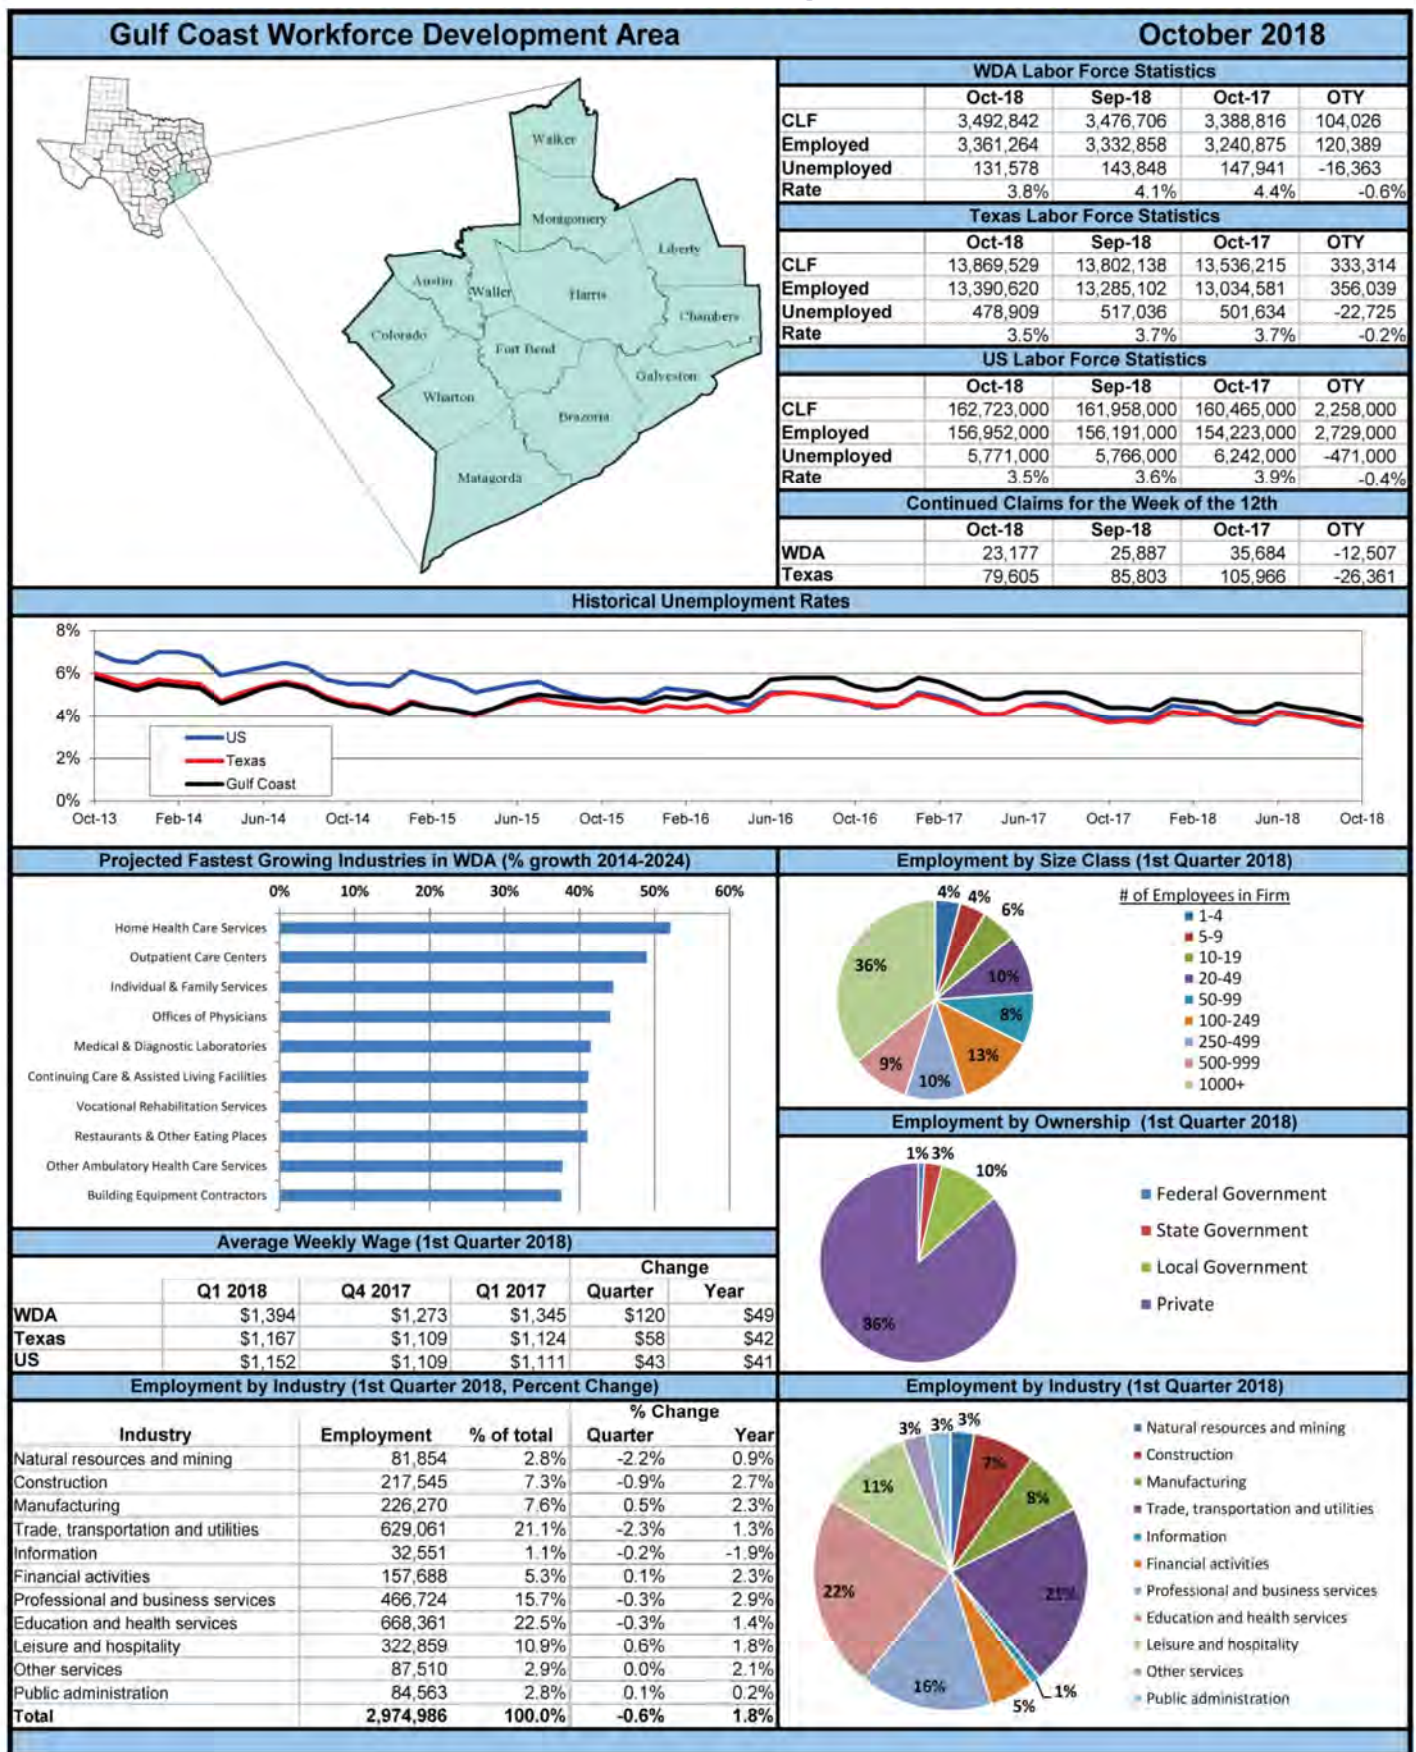 Gulf Coast Workforce Development Area October 2018
Walker
Montgomery
Liberty
Austin
Waller
Harris
Chambers
Colorado
Fort Bend
Galveston
Wharton
Brazoria
Matagorda
WDA Labor Force Statistics
Oct-18 Sep-18 Oct-17 OTY
CLF 3,492,842 3,476,706 3,388,816 104,026
Employed 3,361,264 3,332,858 3,240,875 120,389
Unemployed 131,578 143,848 147,941 -16,363
Rate 3.8% 4.1% 4.4% -0.6%
Texas Labor Force Statistics
Oct-18 Sep-18 Oct-17 OTY
CLF 13,869,529 13,802,138 13,536,215 333,314
Employed 13,390,620 13,285,102 13,034,581 356,039
Unemployed 478,909 517,036 501,634 -22,725
Rate 3.5% 3.7% 3.7% -0.2%
US Labor Force Statistics
Oct-18 Sep-18 Oct-17 OTY
CLF 162,723,000 161,958,000 160,465,000 2,258,000
Employed 156,952,000 156,191,000 154,223,000 2,729,000
Unemployed 5,771,000 5,766,000 6,242,000 -471,000
Rate 3.5% 3.6% 3.9% -0.4%
Continued Claims for the Week of the 12th
Oct-18 Sep-18 Oct-17 OTY
WDA 23,177 25,887 35,684 -12,507
Texas 79,605 85,803 105,966 -26,361
Historical Unemployment Rates
8%
6%
4%
2%
0%
US
Texas
Gulf Coast
Oct-13 Feb-14 Jun-14 Oct-14 Feb-15 Jun-15 Oct-15 Feb-16 Jun-16 Oct-16 Feb-17 Jun-17 Oct-17 Feb-18 Jun-18 Oct-18
Projected Fastest Growing Industries in WDA (% growth 2014-2024)
0% 10% 20% 30% 40% 50% 60%
Home Health Care Services
Outpatient Care Centers
Individual & Family Services
Offices of Physicians
Medical & Diagnostic Laboratories
Continuing Care & Assisted Living Facilities
Vocational Rehabilitation Services
Restaurants & Other Eating Places
Other Ambulatory Health Care Services
Building Equipment Contractors
Employment by Size Class (1st Quarter 2018)
4% 4% 6% 10% 8% 13% 10% 9% 36%
# of Employees in Firm
1-4
5-9
10-19
20-49
50-99
100-249
250-499
500-999
1000+
Employment by Ownership (1st Quarter 2018)
1% 3% 10% 86%
Federal Government
State Government
Local Government
Private
Average Weekly Wage (1st Quarter 2018)
Change
Q1 2018 Q4 2017 Q1 2017 Quarter Year
WDA $1,394 $1,273 $1,345 $120 $49
Texas $1,167 $1,109 $1,124 $58 $42
US $1,152 $1,109 $1,111 $43 $41
Employment by Industry (1st Quarter 2018, Percent Change)
% Change
Industry Employment % of total Quarter Year
Natural resources and mining 81,854 2.8% -2.2% 0.9%
Construction 217,545 7.3% -0.9% 2.7%
Manufacturing 226,270 7.6% 0.5% 2.3%
Trade, transportation and utilities 629,061 21.1% -2.3% 1.3%
Information 32,551 1.1% -0.2% -1.9%
Financial activities 157,688 5.3% 0.1% 2.3%
Professional and business services 466,724 15.7% -0.3% 2.9%
Education and health services 668,361 22.5% -0.3% 1.4%
Leisure and hospitality 322,859 10.9% 0.6% 1.8%
Other services 87,510 2.9% 0.0% 2.1%
Public administration 84,563 2.8% 0.1% 0.2%
Total 2,974,986 100.0% -0.6% 1.8%
Employment by Industry (1st Quarter 2018)
3% 7% 8% 21% 1% 5% 16% 22% 11% 3% 3%
Natural resources and mining
Construction
Manufacturing
Trade, transportation and utilities
Information
Financial activities
Professional and business services
Education and health services
Leisure and hospitality
Other services
Public administration